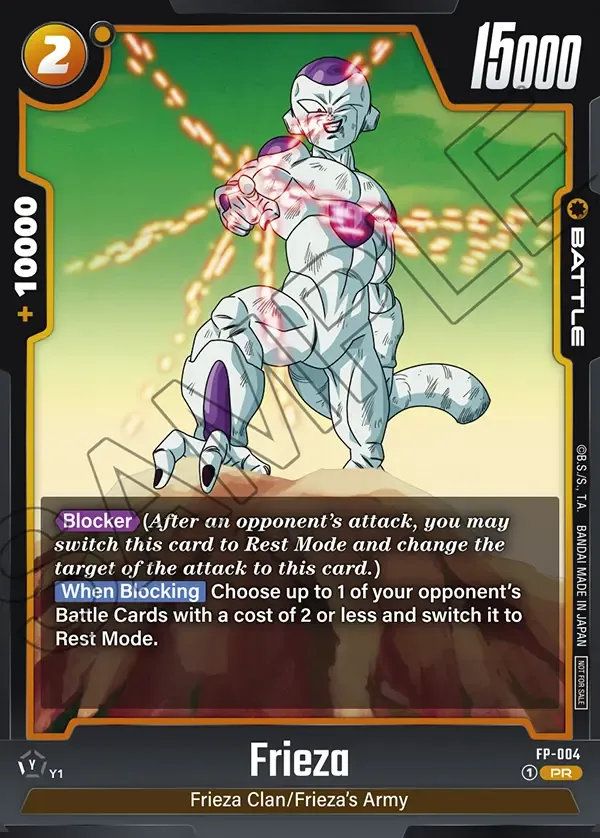 2
15000
+10000
BATTLE
SAMPLE
Blocker (After an opponent's attack, you may
switch this card to Rest Mode and change the
target of the attack to this card.)
When Blocking Choose up to 1 of your opponent's
Battle Cards with a cost of 2 or less and switch it to
Rest Mode.
©B.S./S., T.A. BANDAI MADE IN JAPAN
NOT FOR SALE
Y Y1
Frieza
FP-004
1 PR
Frieza Clan/Frieza's Army